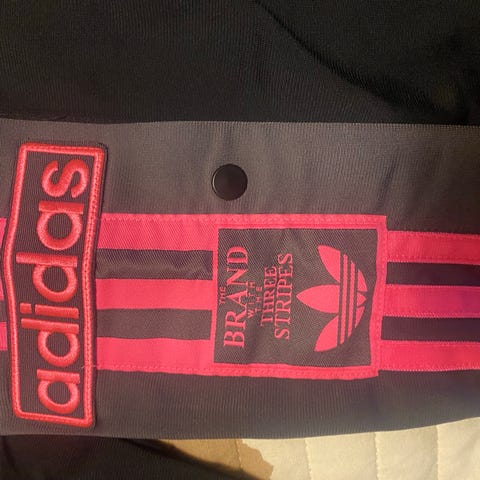 adidas
THE
BRAND
WITH
THE
THREE
STRIPES